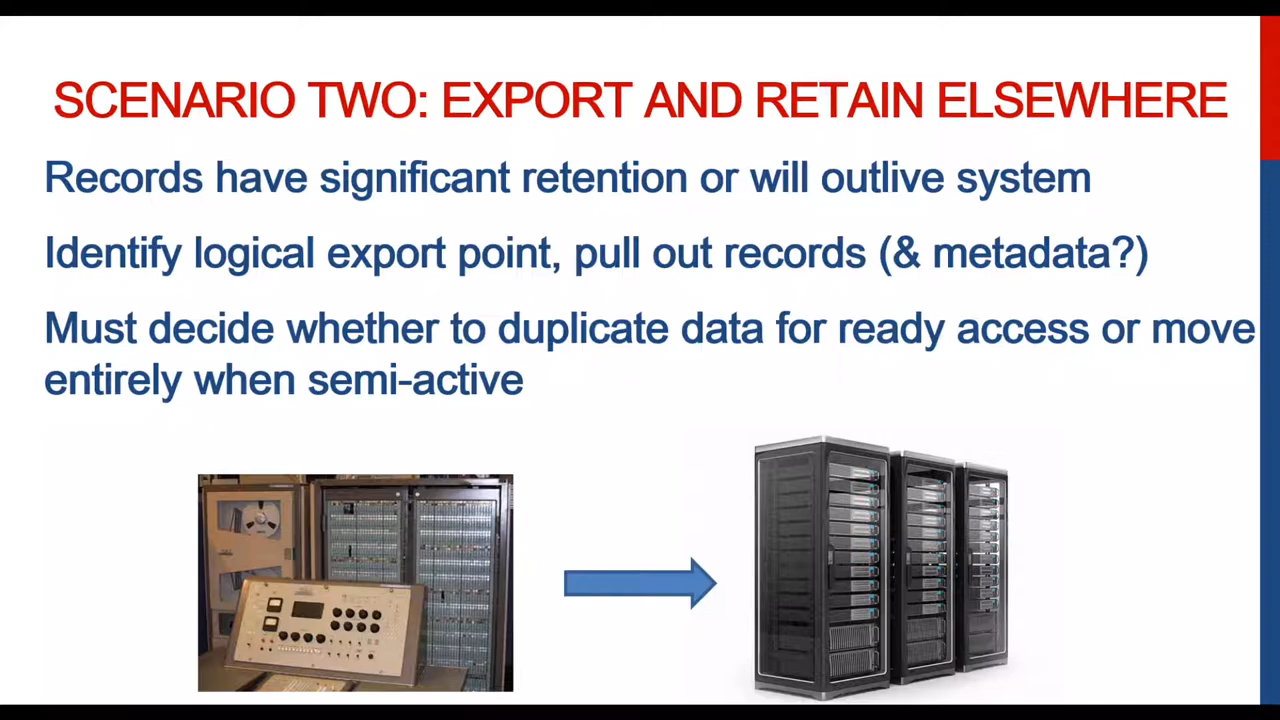 SCENARIO TWO: EXPORT AND RETAIN ELSEWHERE
Records have significant retention or will outlive system
Identify logical export point, pull out records (& metadata?)
Must decide whether to duplicate data for ready access or move
entirely when semi-active